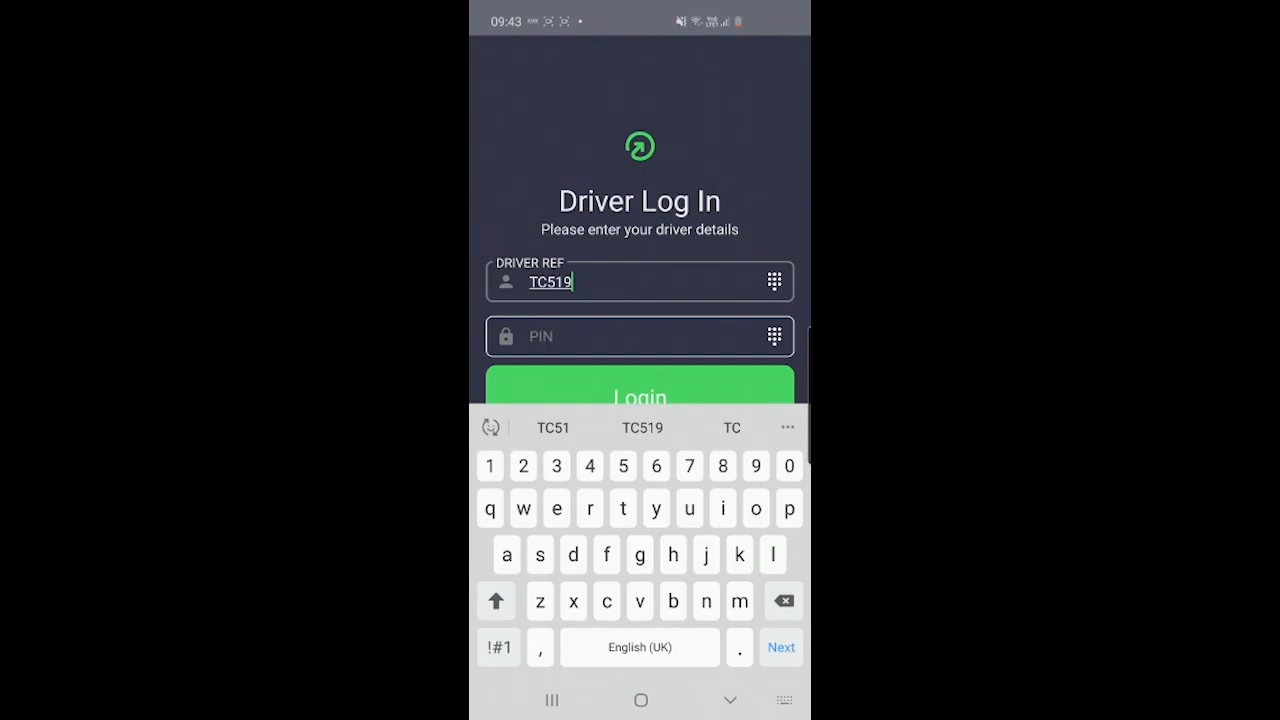 09:43
Driver Log In
Please enter your driver details
DRIVER REF
TC519
PIN
Login
TC51 TC519 TC
1 2 3 4 5 6 7 8 9 0
q w e r t y u i o p
a s d f g h j k l
z x c v b n m
!#1 , English (UK) . Next